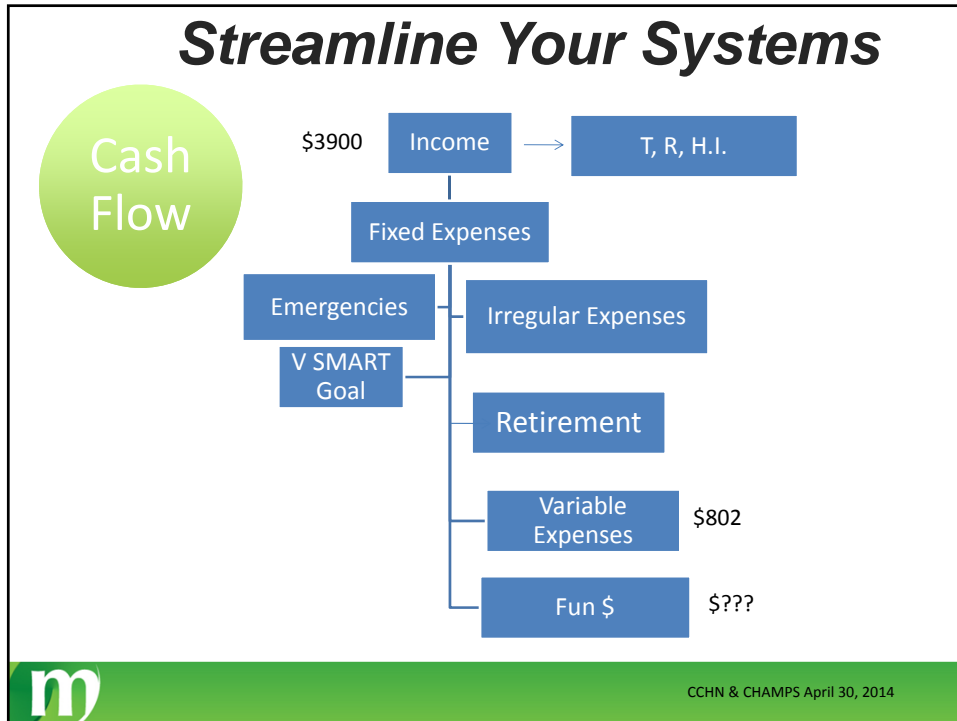 Streamline Your Systems
Cash
Flow
$3900
Income
T, R, H.I.
Fixed Expenses
Emergencies
Irregular Expenses
V SMART
Goal
Retirement
Variable
Expenses
$802
Fun $
$???
m
CCHN & CHAMPS April 30, 2014